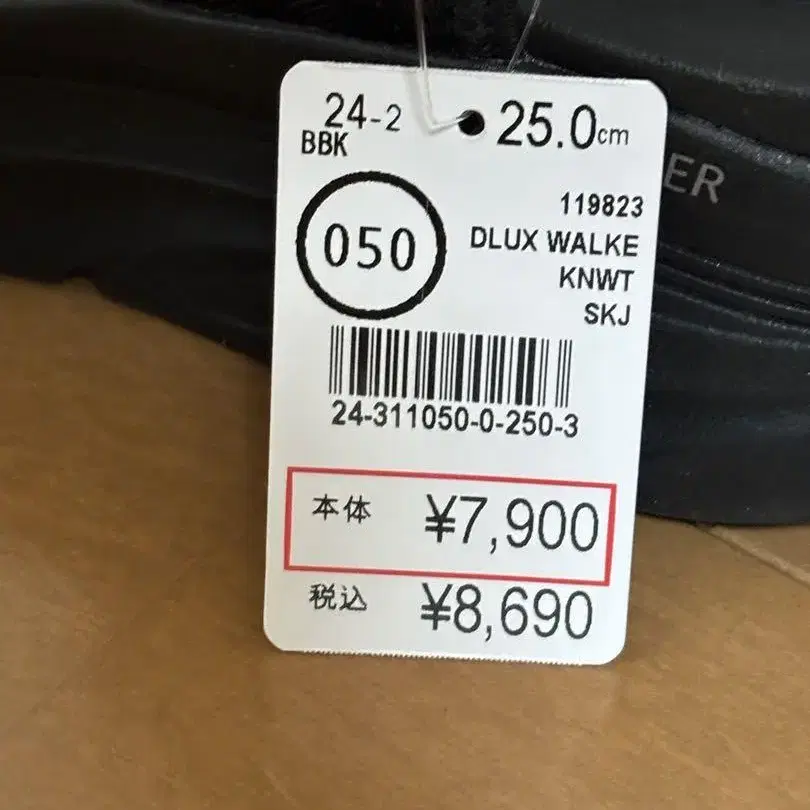 24-2 25.0cm
BBK
119823
050 DLUX WALKE
KNWT
SKJ
24-311050-0-250-3
本体 ¥7,900
税込 ¥8,690
ER